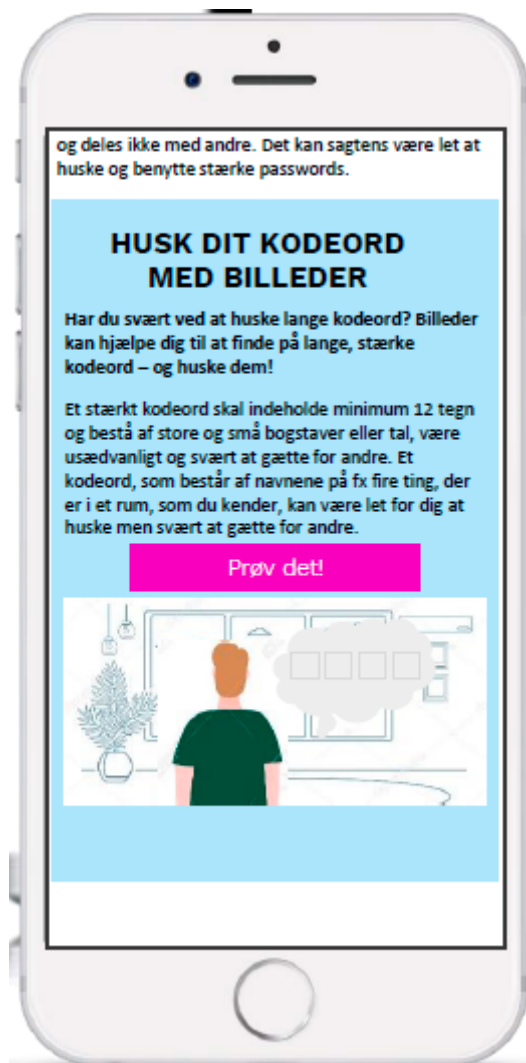 og deles ikke med andre. Det kan sagtens være let at
huske og benytte stærke passwords.
HUSK DIT KODEORD
MED BILLEDER
Har du svært ved at huske lange kodeord? Billeder
kan hjælpe dig til at finde på lange, stærke
kodeord – og huske dem!
Et stærkt kodeord skal indeholde minimum 12 tegn
og bestå af store og små bogstaver eller tal, være
usædvanligt og svært at gætte for andre. Et
kodeord, som består af navnene på fx fire ting, der
er i et rum, som du kender, kan være let for dig at
huske men svært at gætte for andre.
Prøv det!